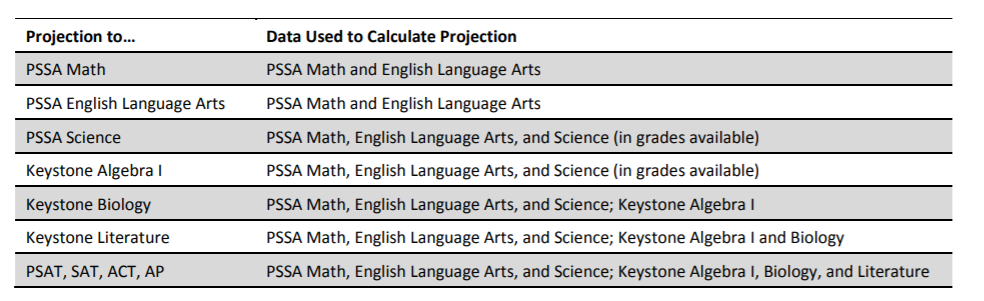 Projection to… Data Used to Calculate Projection
PSSA Math PSSA Math and English Language Arts
PSSA English Language Arts PSSA Math and English Language Arts
PSSA Science PSSA Math, English Language Arts, and Science (in grades available)
Keystone Algebra I PSSA Math, English Language Arts, and Science (in grades available)
Keystone Biology PSSA Math, English Language Arts, and Science; Keystone Algebra I
Keystone Literature PSSA Math, English Language Arts, and Science; Keystone Algebra I and Biology
PSAT, SAT, ACT, AP PSSA Math, English Language Arts, and Science; Keystone Algebra I, Biology, and Literature